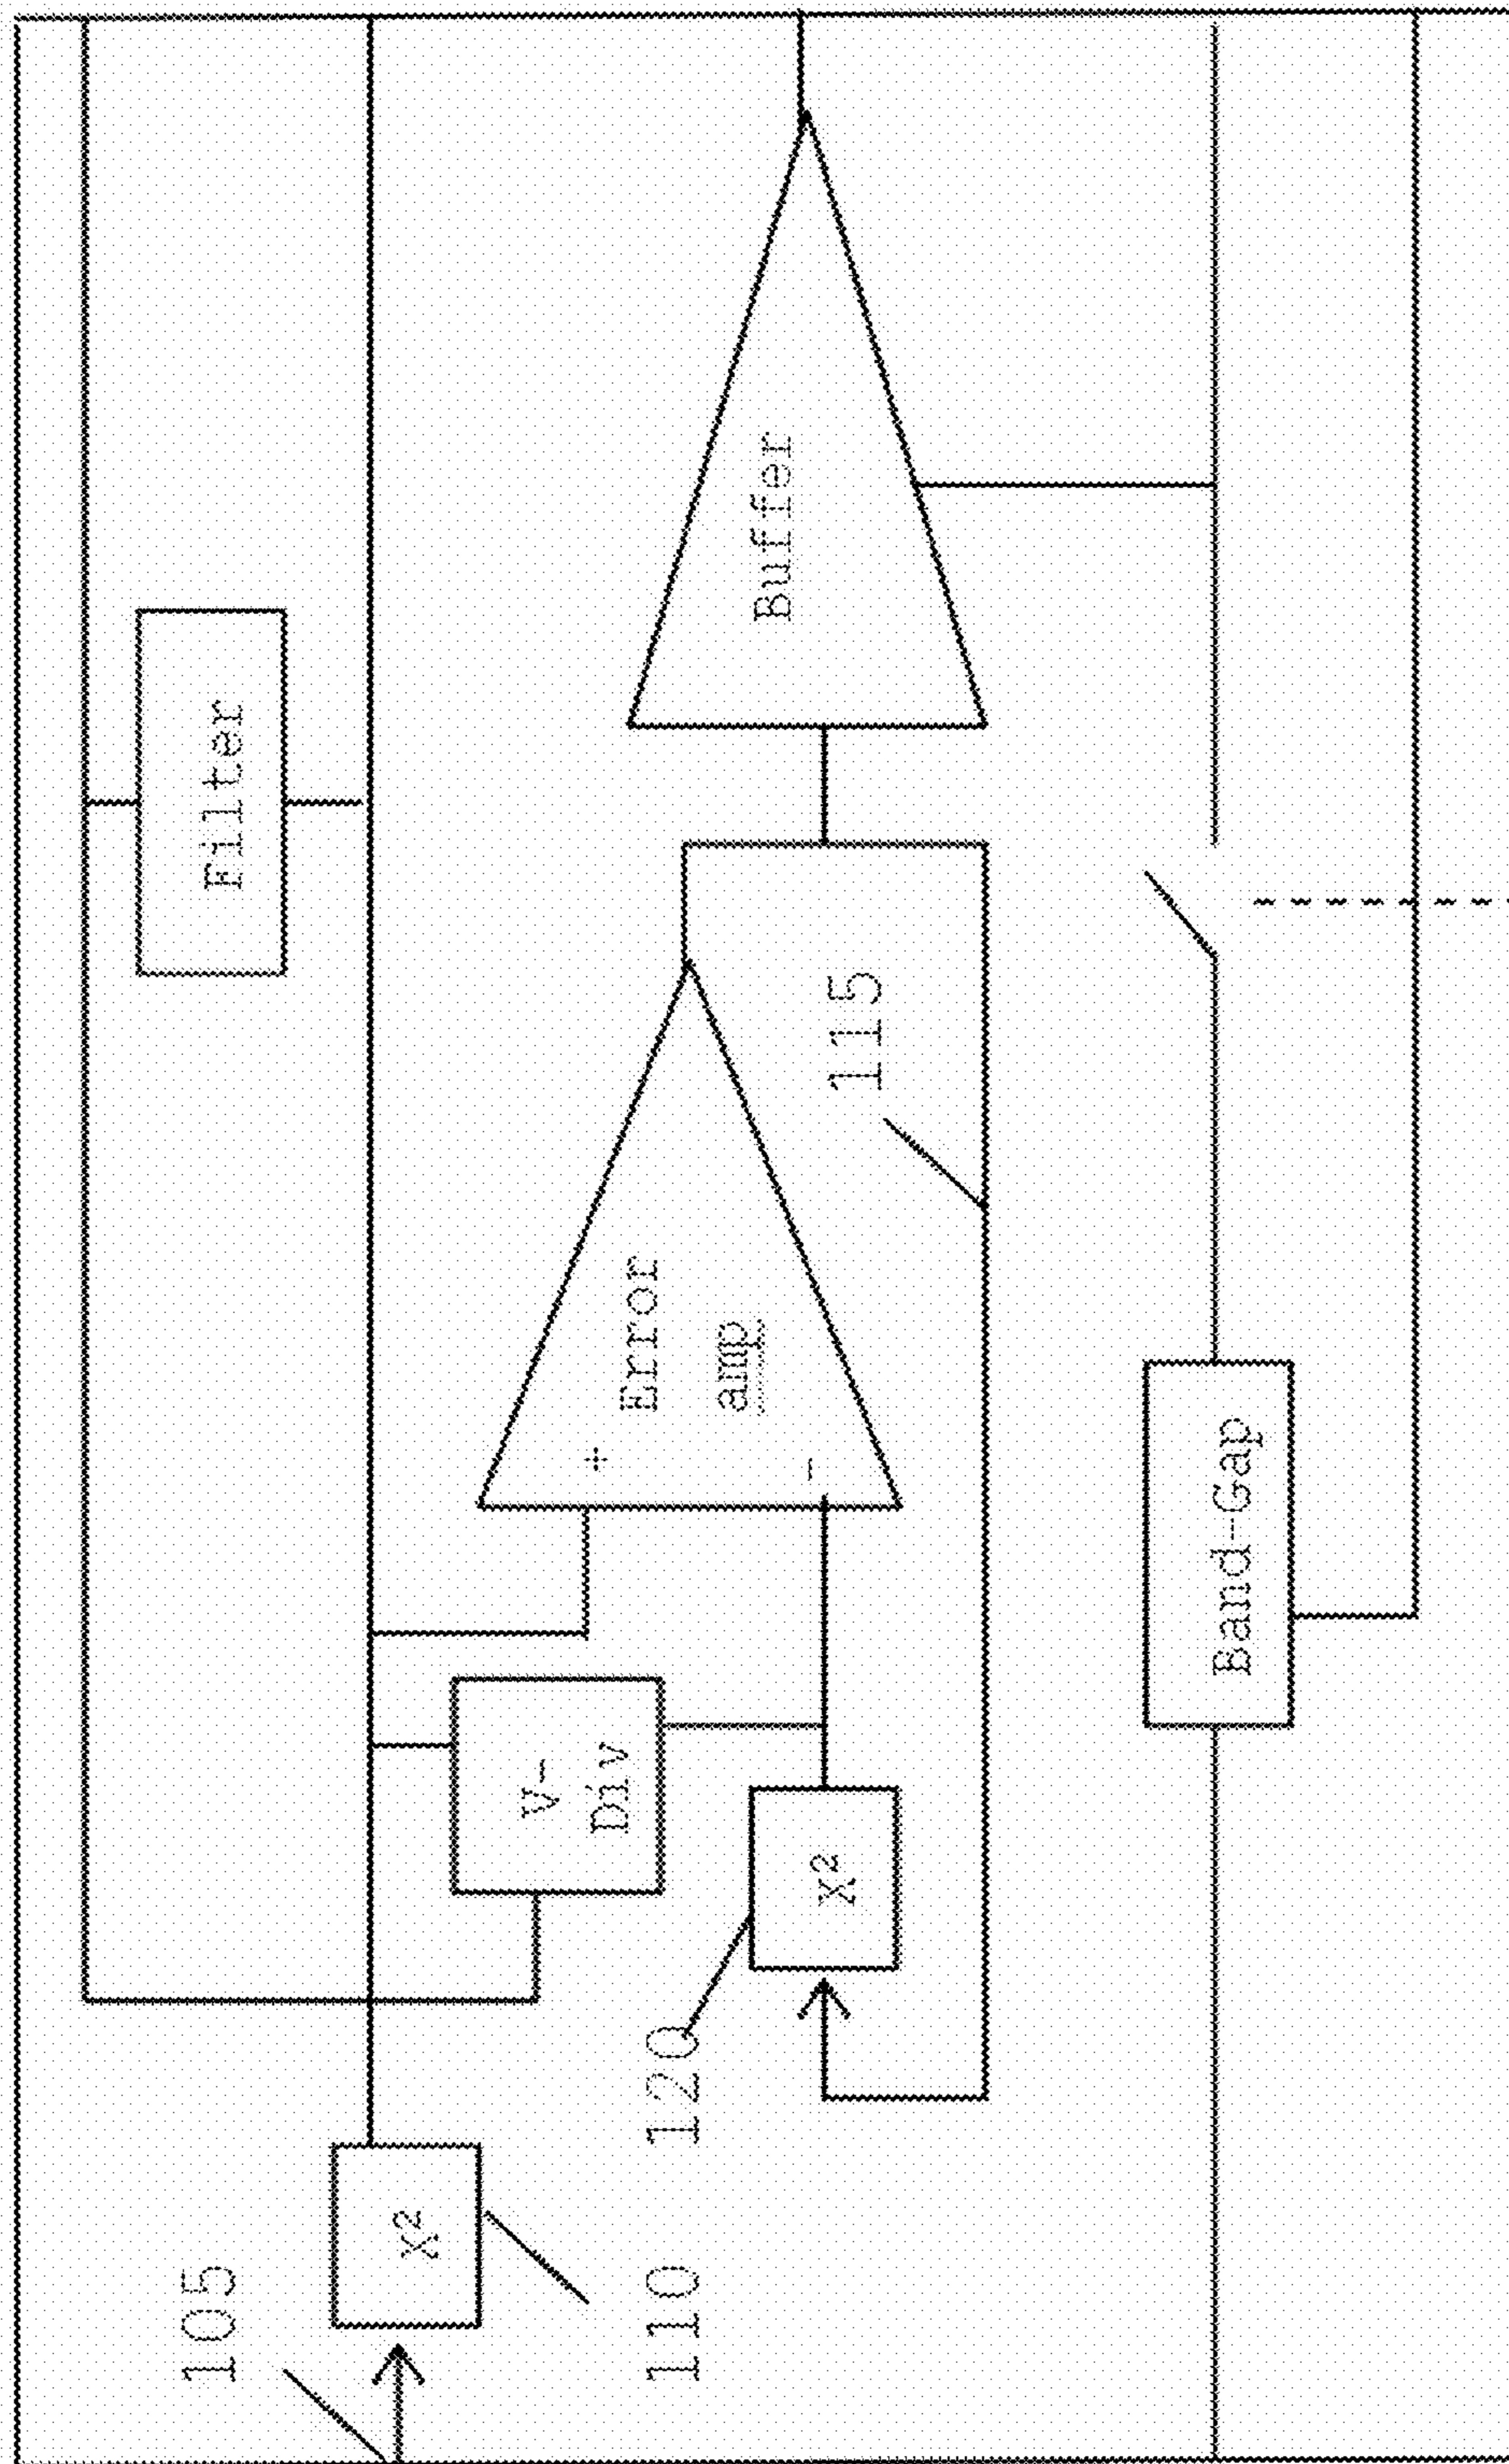 105
X²
110
Filter
V-
Div
120
X²
+
-
Error
amp
115
Buffer
Band-Gap